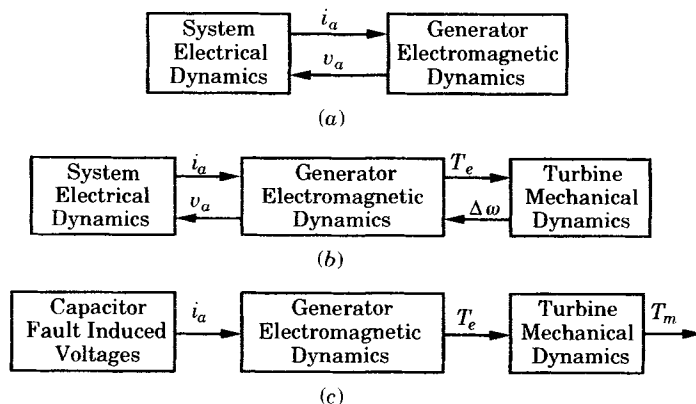 System
Electrical
Dynamics
i_a
v_a
Generator
Electromagnetic
Dynamics
(a)
System
Electrical
Dynamics
i_a
v_a
Generator
Electromagnetic
Dynamics
T_e
Δω
Turbine
Mechanical
Dynamics
(b)
Capacitor
Fault Induced
Voltages
i_a
Generator
Electromagnetic
Dynamics
T_e
Turbine
Mechanical
Dynamics
T_m
(c)